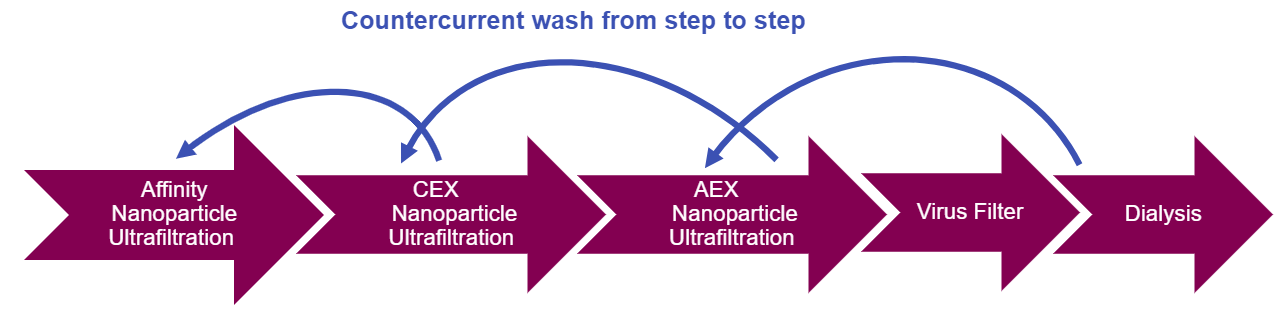 Countercurrent wash from step to step
Affinity
Nanoparticle
Ultrafiltration
CEX
Nanoparticle
Ultrafiltration
AEX
Nanoparticle
Ultrafiltration
Virus Filter
Dialysis